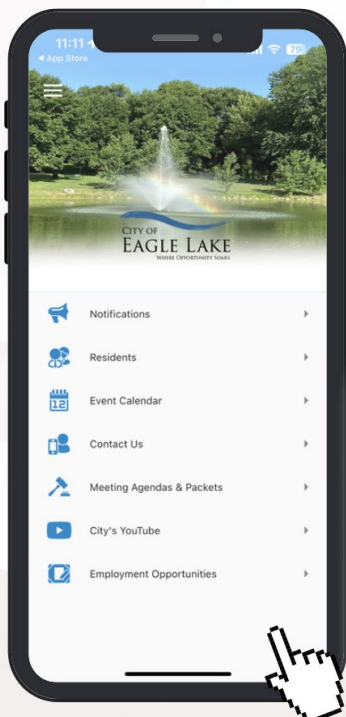 11:11
79
◀ App Store
CITY OF
EAGLE LAKE
WHERE OPPORTUNITY SOARS
Notifications
Residents
12
Event Calendar
Contact Us
Meeting Agendas & Packets
City's YouTube
Employment Opportunities